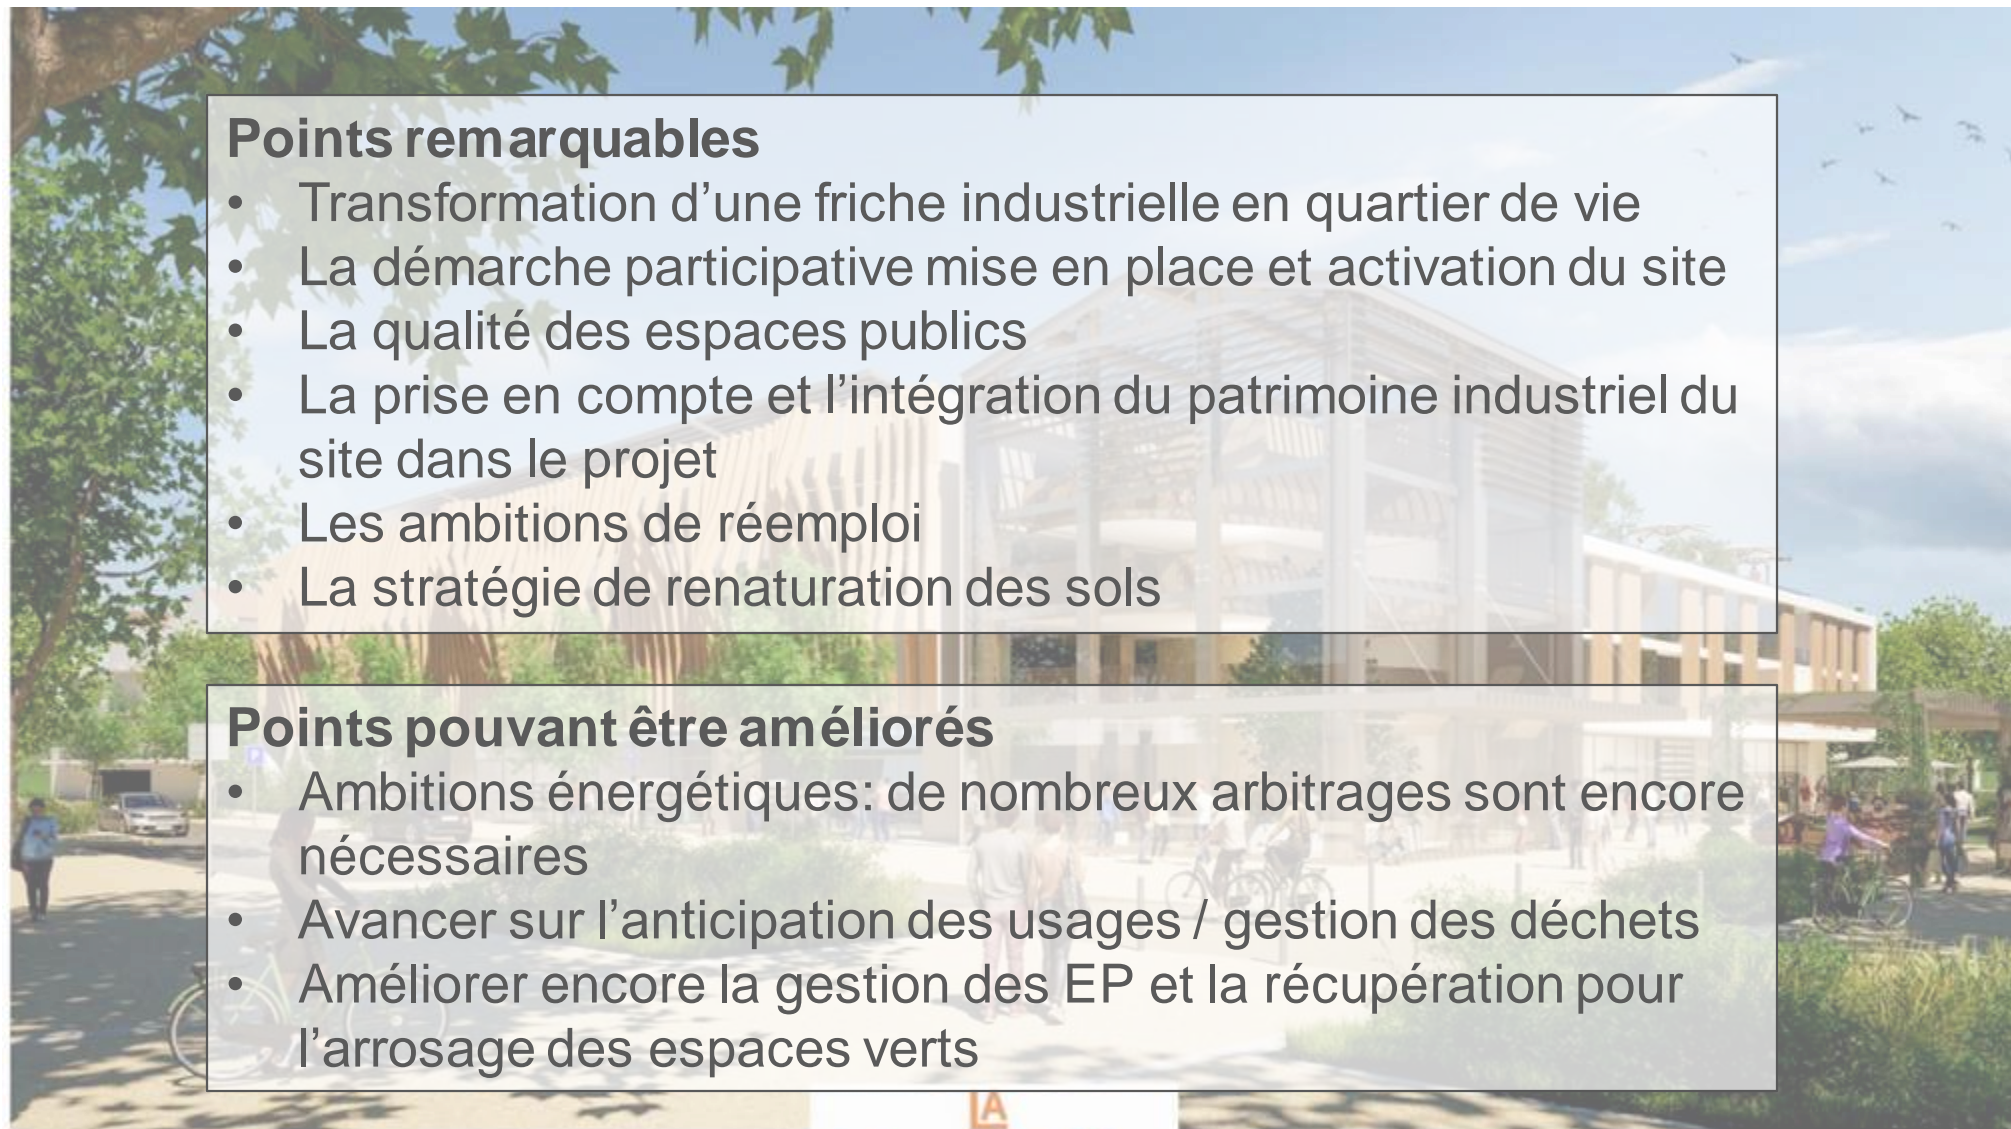 Points remarquables
• Transformation d’une friche industrielle en quartier de vie
• La démarche participative mise en place et activation du site
• La qualité des espaces publics
• La prise en compte et l’intégration du patrimoine industriel du
site dans le projet
• Les ambitions de réemploi
• La stratégie de renaturation des sols
Points pouvant être améliorés
• Ambitions énergétiques: de nombreux arbitrages sont encore
nécessaires
• Avancer sur l’anticipation des usages / gestion des déchets
• Améliorer encore la gestion des EP et la récupération pour
l’arrosage des espaces verts